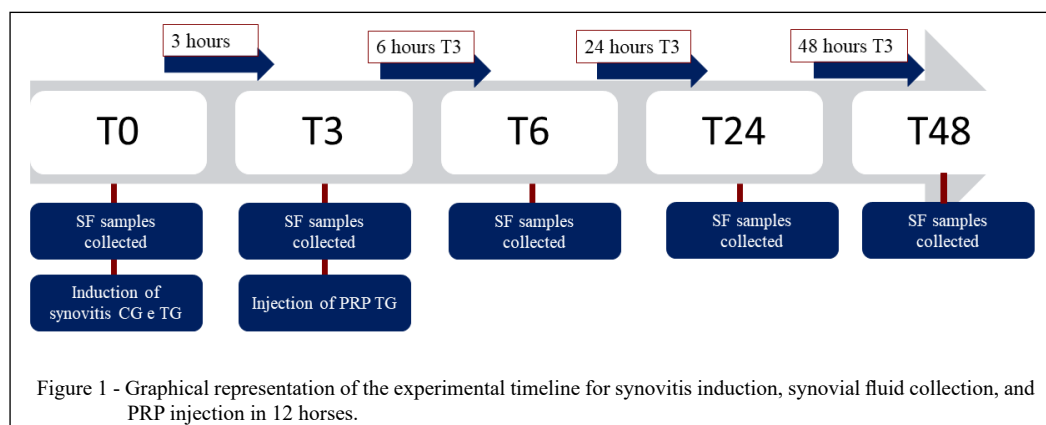 3 hours
6 hours T3
24 hours T3
48 hours T3
T0
T3
T6
T24
T48
SF samples
collected
SF samples
collected
SF samples
collected
SF samples
collected
SF samples
collected
Induction of
synovitis CG e TG
Injection of PRP TG
Figure 1 - Graphical representation of the experimental timeline for synovitis induction, synovial fluid collection, and
PRP injection in 12 horses.